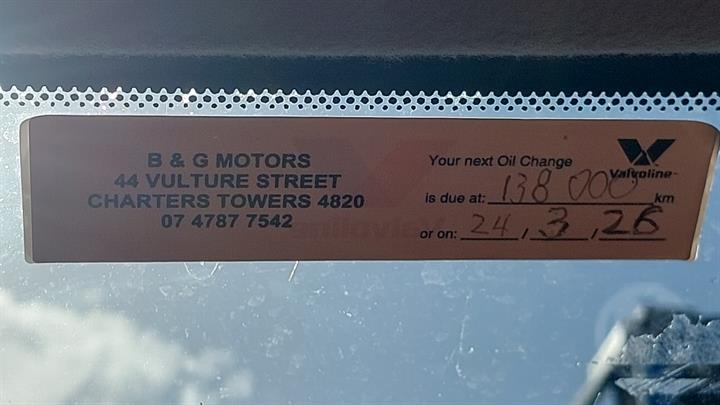 B & G MOTORS
44 VULTURE STREET
CHARTERS TOWERS 4820
07 4787 7542
Your next Oil Change
Valvoline
is due at: 138 000 km
or on: 24, 3, 26